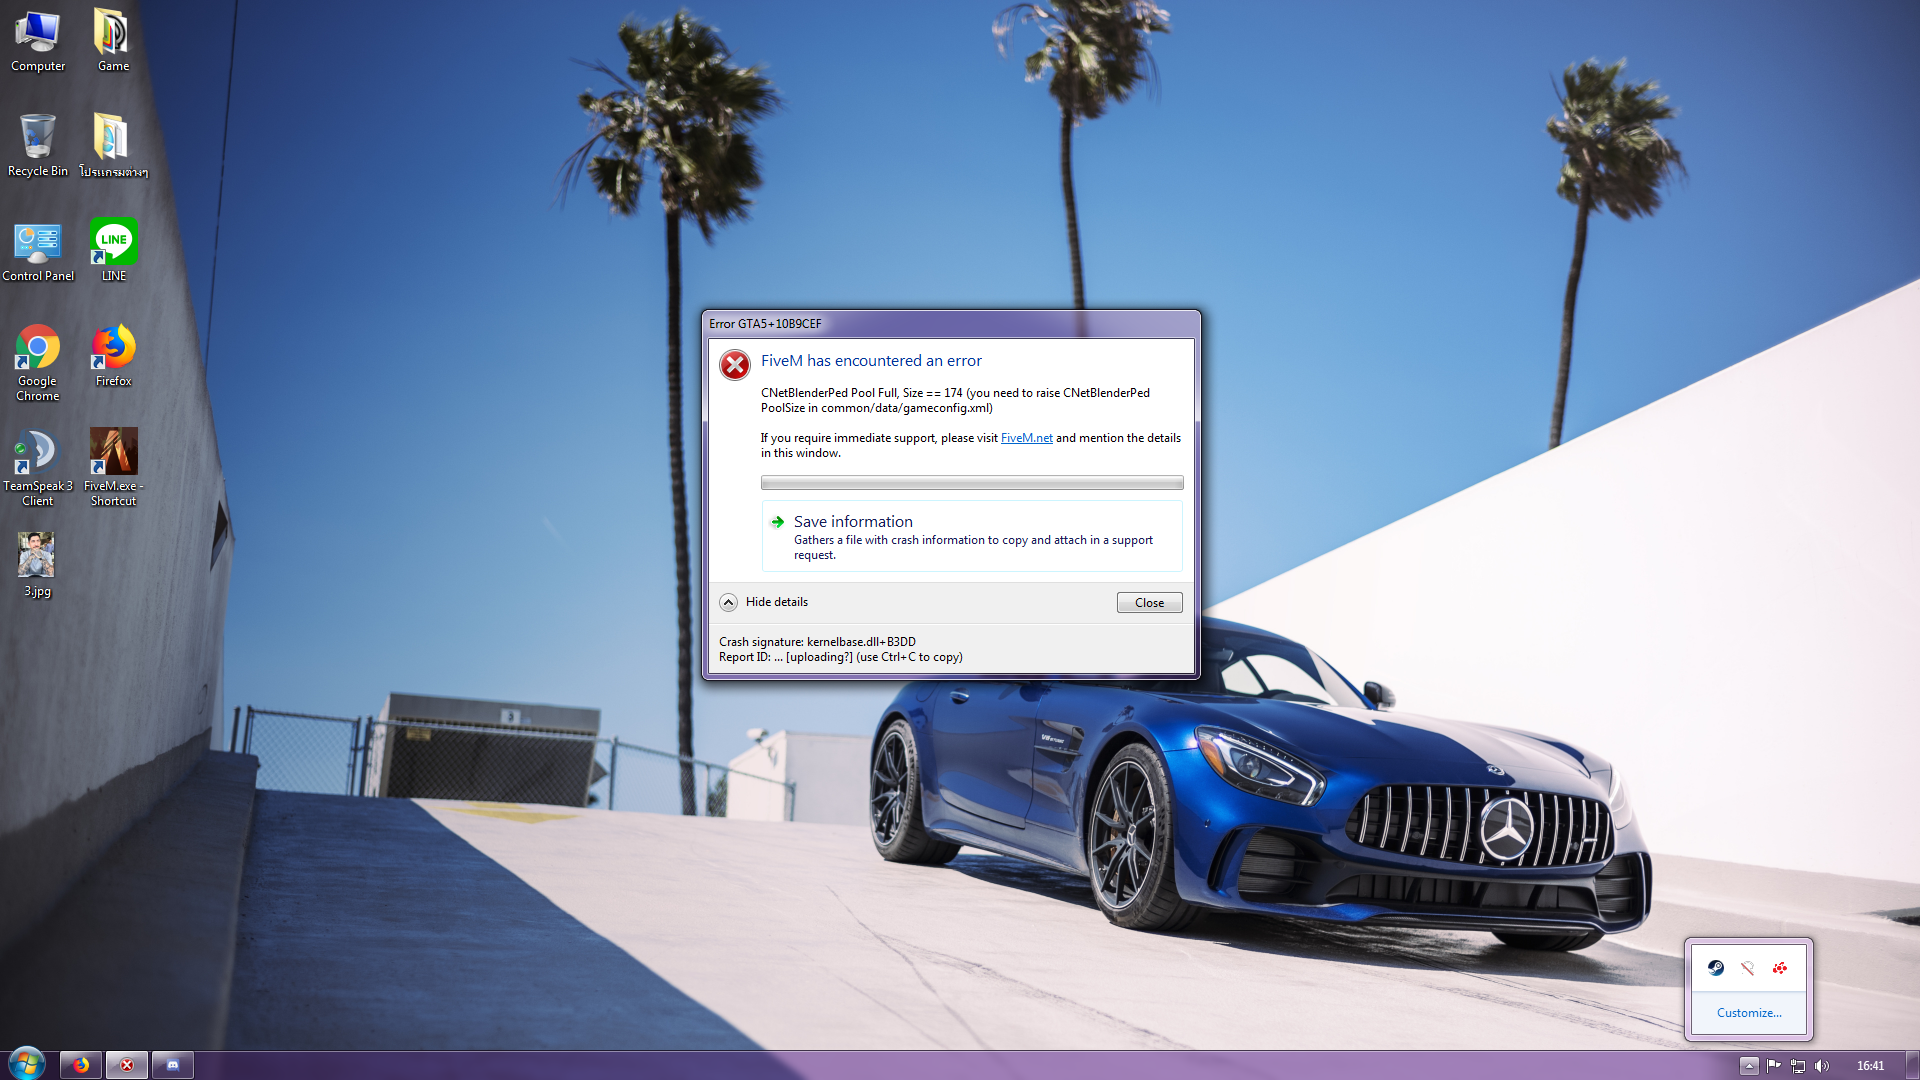 Computer
Game
Recycle Bin
โปรแกรมต่างๆ
Control Panel
LINE
LINE
Google
Chrome
Firefox
TeamSpeak 3
Client
FiveM.exe -
Shortcut
3.jpg
Error GTA5+10B9CEF
FiveM has encountered an error
CNetBlenderPed Pool Full, Size == 174 (you need to raise CNetBlenderPed
PoolSize in common/data/gameconfig.xml)
If you require immediate support, please visit FiveM.net and mention the details
in this window.
Save information
Gathers a file with crash information to copy and attach in a support
request.
Hide details
Close
Crash signature: kernelbase.dll+B3DD
Report ID: ... [uploading?] (use Ctrl+C to copy)
3
Customize...
16:41